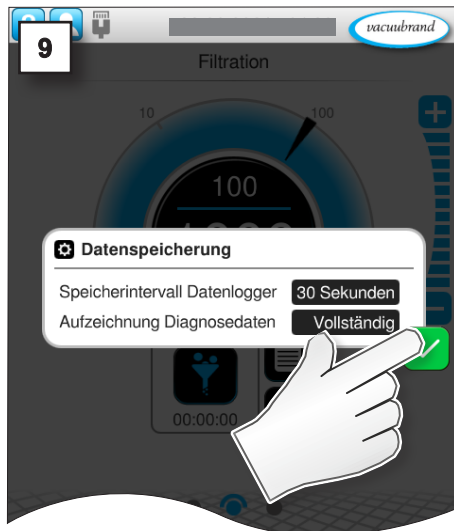 9
vacuubrand
Filtration
10
100
100
Datenspeicherung
Speicherintervall Datenlogger 30 Sekunden
Aufzeichnung Diagnosedaten Vollständig
00:00:00